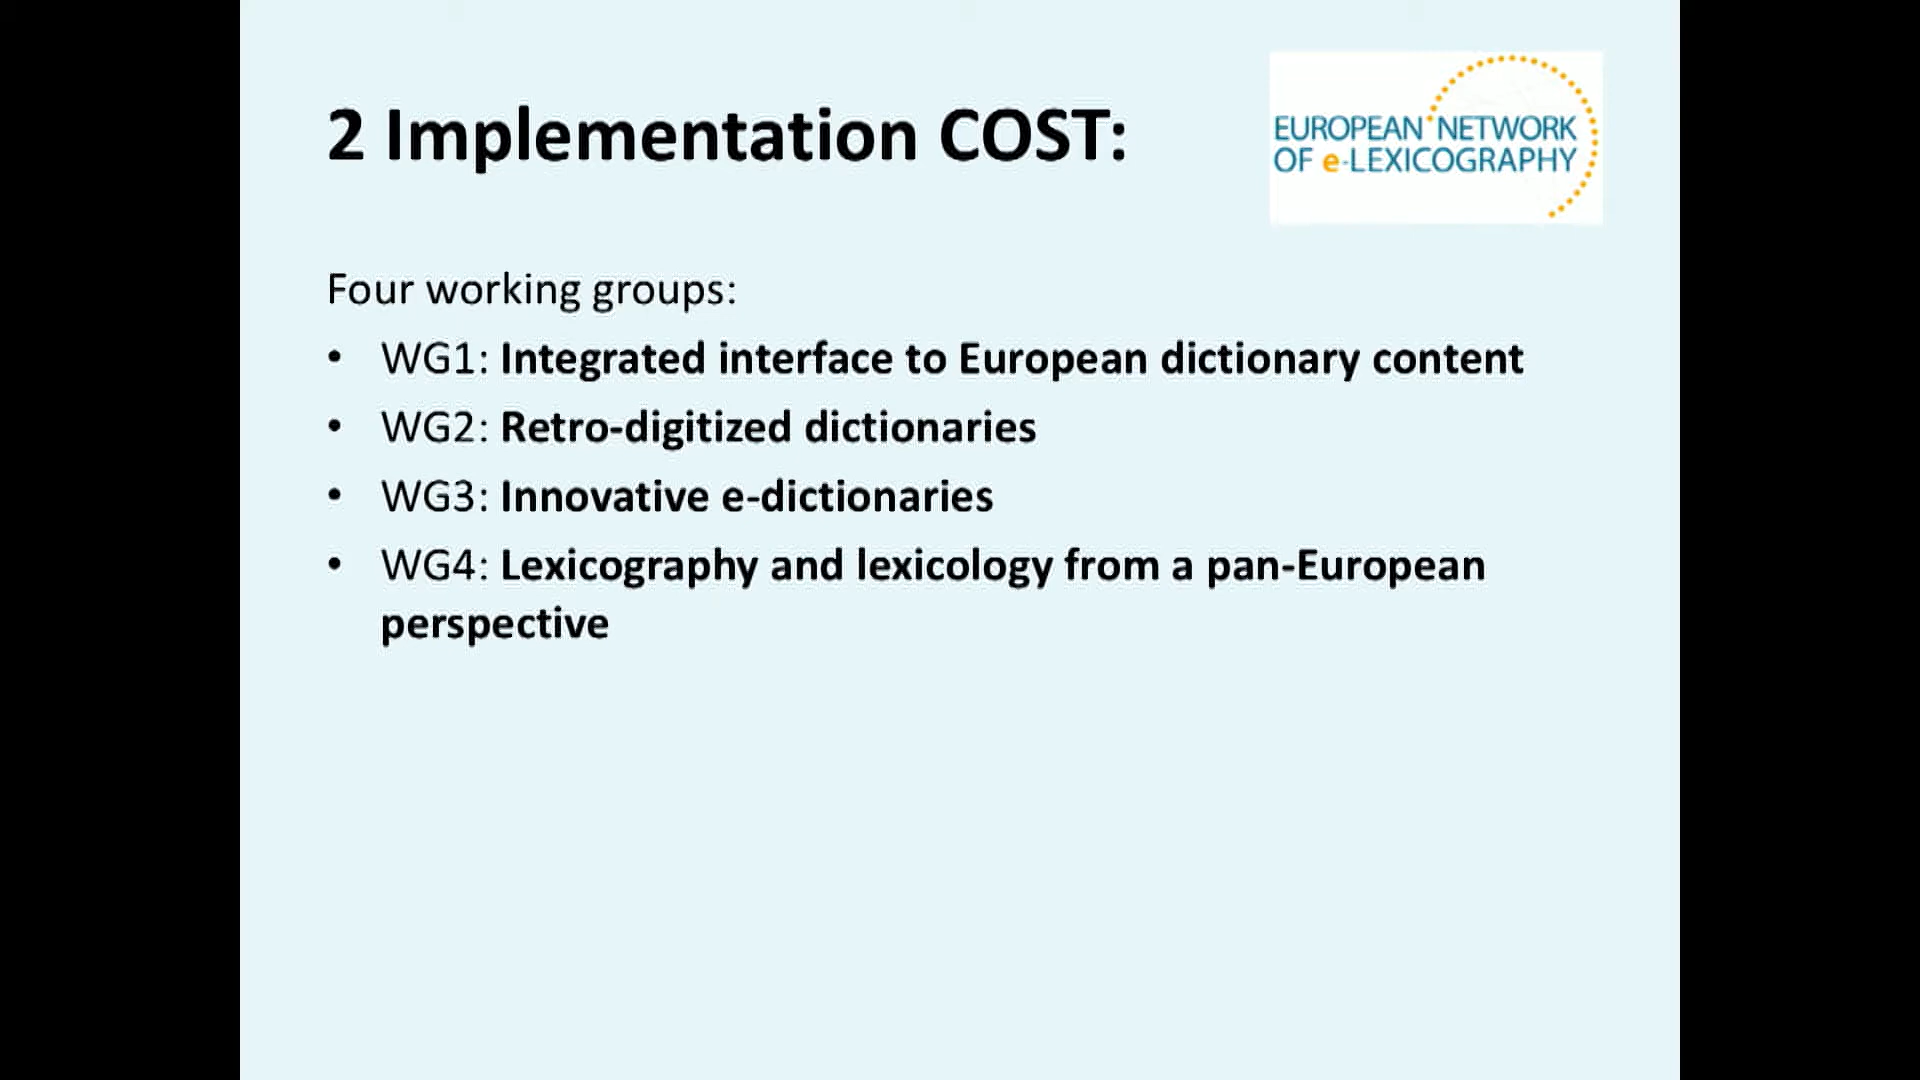 2 Implementation COST:
EUROPEAN NETWORK
OF e-LEXICOGRAPHY
Four working groups:
• WG1: Integrated interface to European dictionary content
• WG2: Retro-digitized dictionaries
• WG3: Innovative e-dictionaries
• WG4: Lexicography and lexicology from a pan-European
perspective